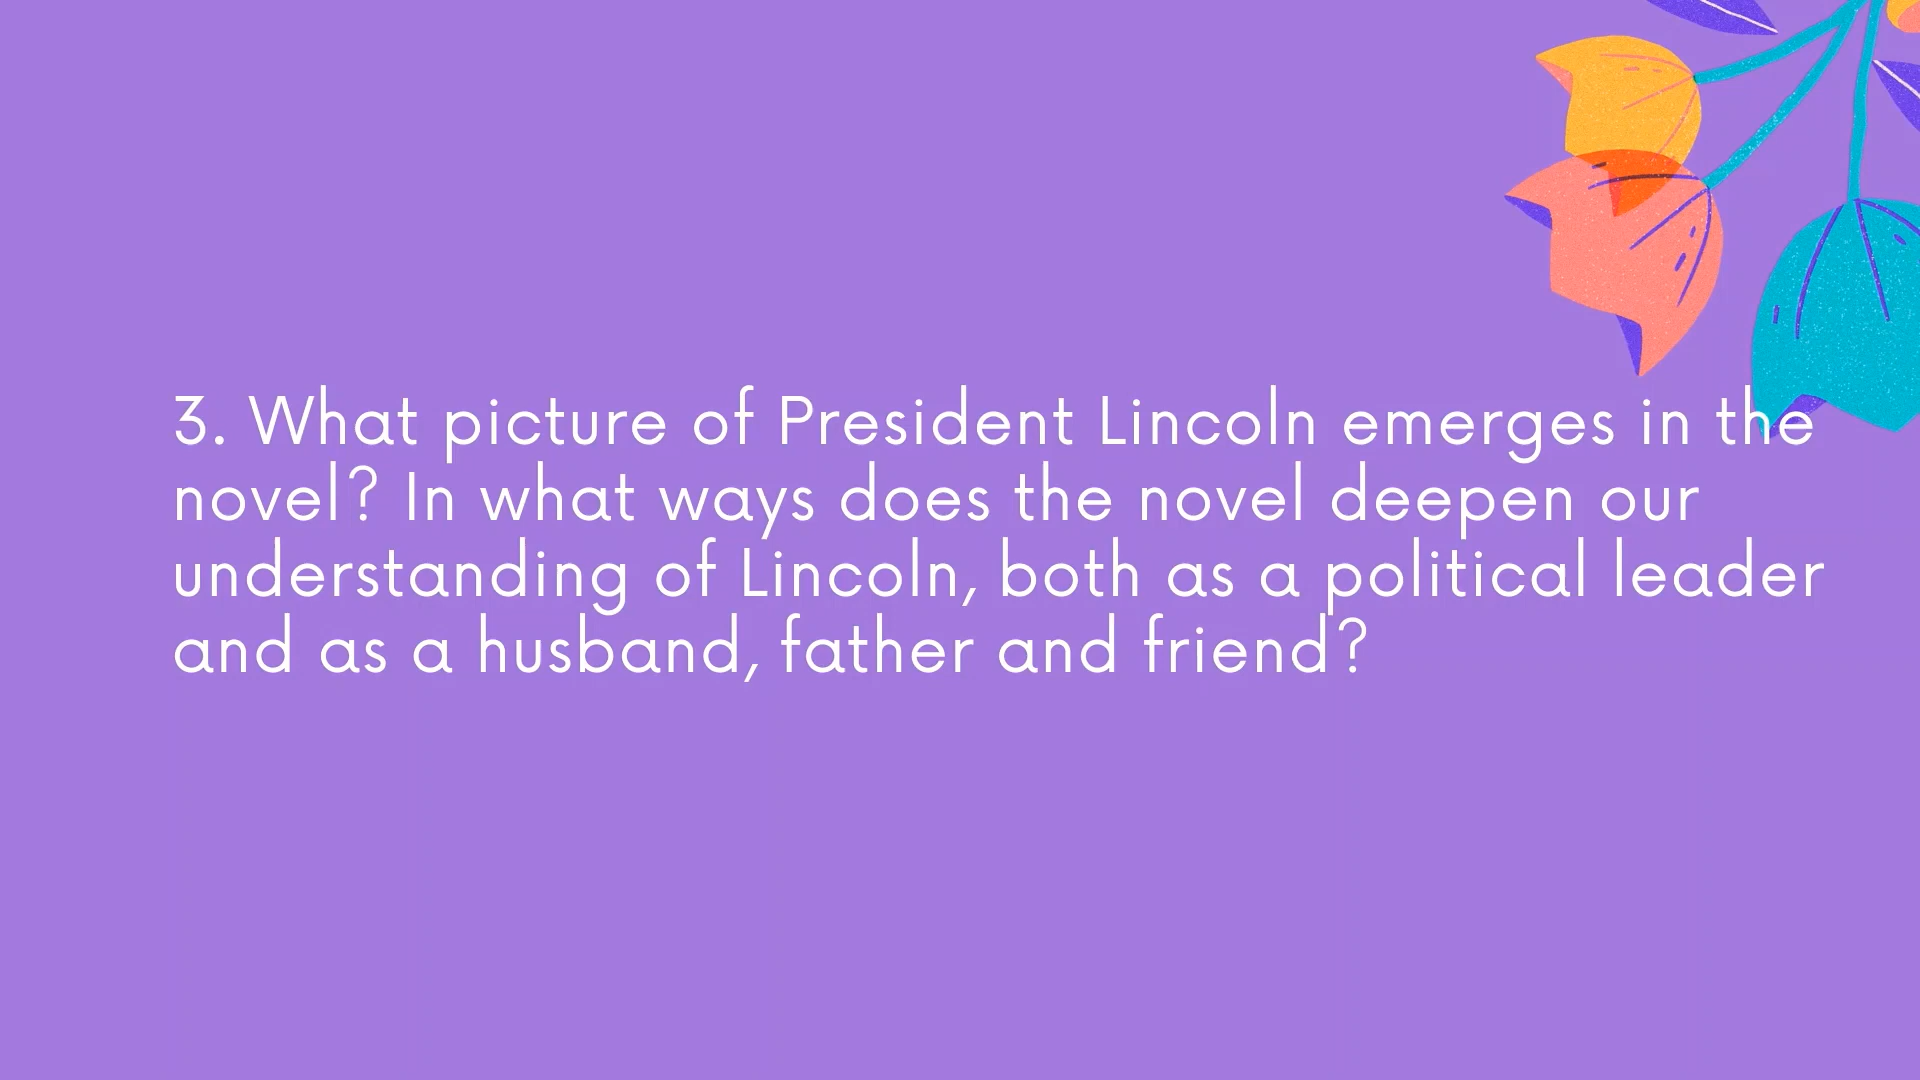 3. What picture of President Lincoln emerges in the
novel? In what ways does the novel deepen our
understanding of Lincoln, both as a political leader
and as a husband, father and friend?